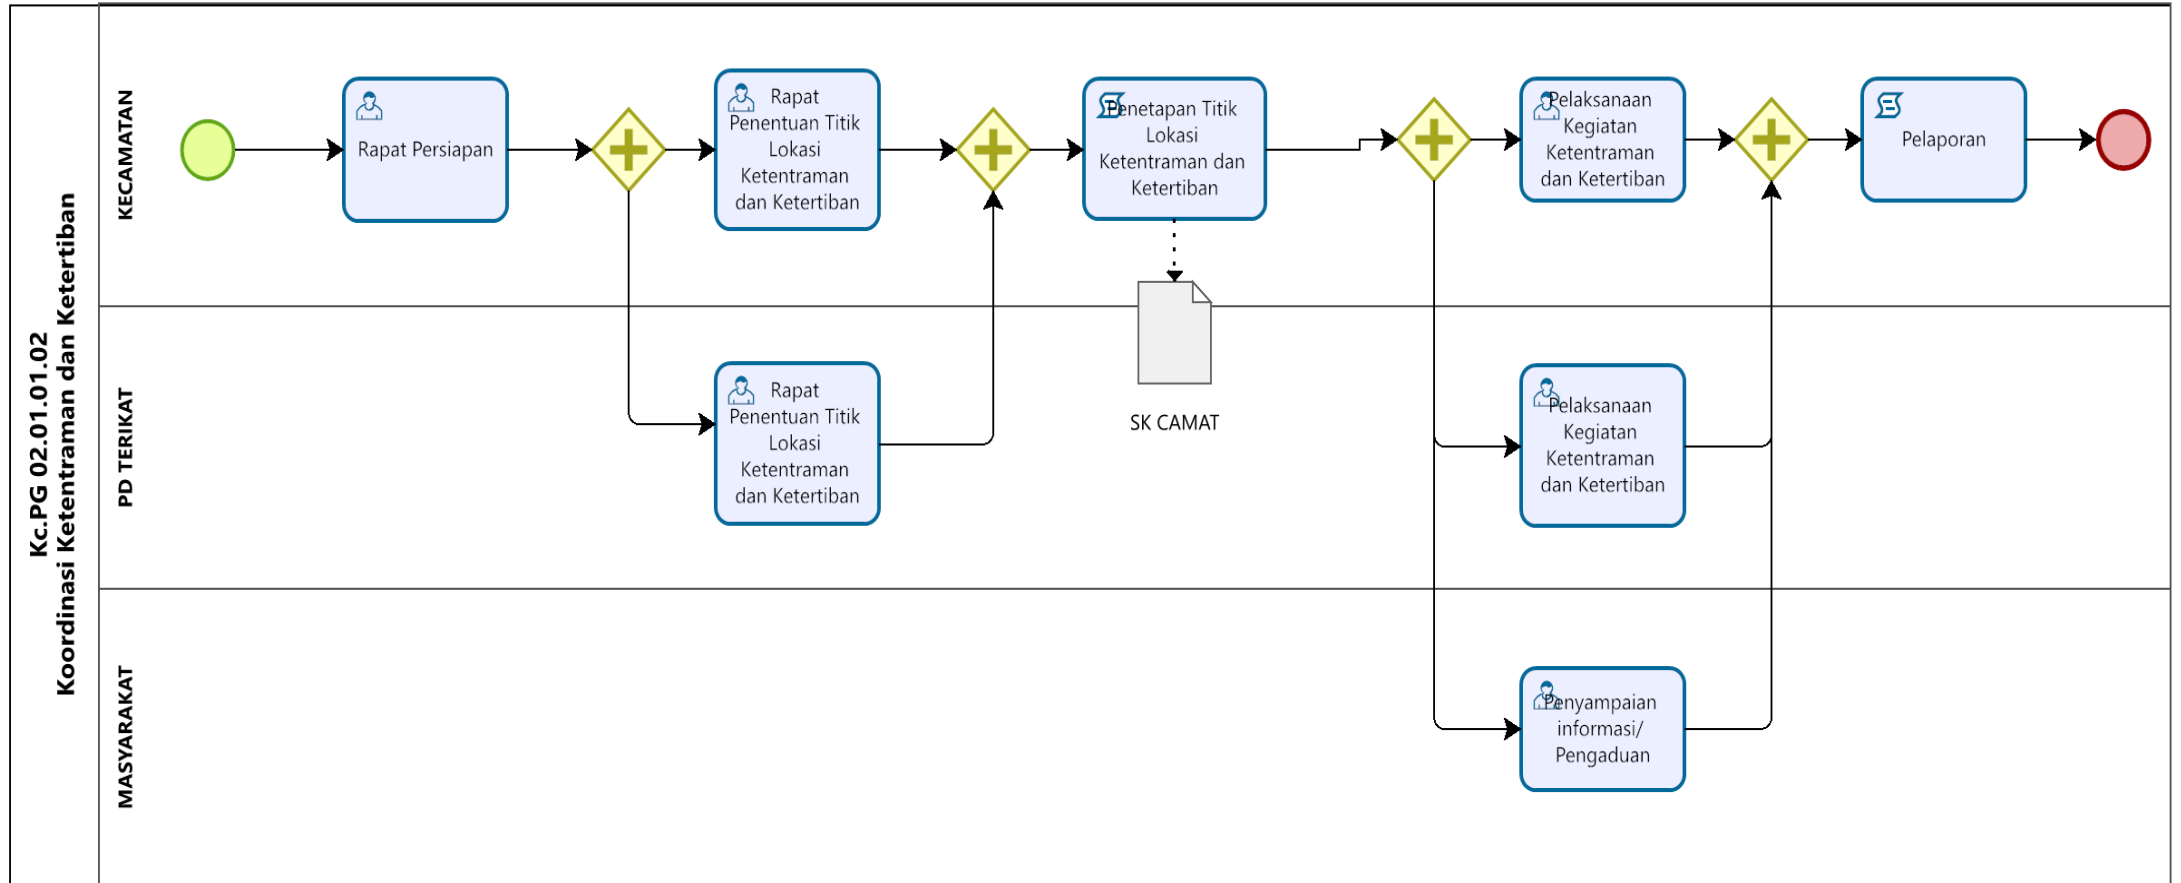 Kc.PG 02.01.01.02
Koordinasi Ketentraman dan Ketertiban
KECAMATAN
Rapat Persiapan
Rapat
Penentuan Titik
Lokasi
Ketentraman
dan Ketertiban
Penetapan Titik
Lokasi
Ketentraman dan
Ketertiban
Pelaksanaan
Kegiatan
Ketentraman
dan Ketertiban
Pelaporan
SK CAMAT
PD TERIKAT
Rapat
Penentuan Titik
Lokasi
Ketentraman
dan Ketertiban
Pelaksanaan
Kegiatan
Ketentraman
dan Ketertiban
MASYARAKAT
Penyampaian
informasi/
Pengaduan